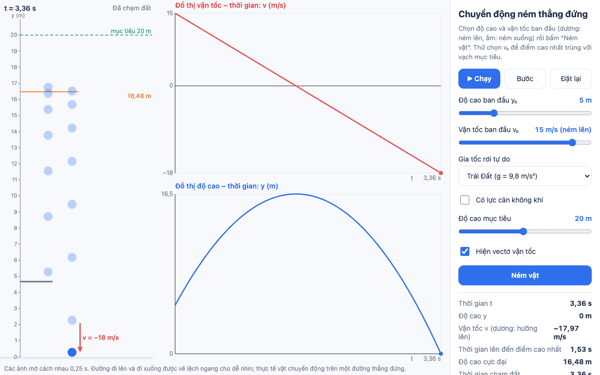 t = 3,36 s
Đã chạm đất
y (m)
20
mục tiêu 20 m
19
18
17
16
16,48 m
15
14
13
12
11
10
9
8
7
6
5
4
3
2
1
0
v = −18 m/s
Đồ thị vận tốc – thời gian: v (m/s)
15
0
−18
t
3,36 s
Đồ thị độ cao – thời gian: y (m)
16,5
0
t
3,36 s
Các ảnh mờ cách nhau 0,25 s. Đường đi lên và đi xuống được vẽ lệch ngang cho dễ nhìn; thực tế vật chuyển động trên một đường thẳng đứng.
Chuyển động ném thẳng đứng
Chọn độ cao và vận tốc ban đầu (dương:
ném lên, âm: ném xuống) rồi bấm “Ném
vật”. Thử chọn v₀ để điểm cao nhất trùng với
vạch mục tiêu.
Chạy
Bước
Đặt lại
Độ cao ban đầu y₀
5 m
Vận tốc ban đầu v₀
15 m/s (ném lên)
Gia tốc rơi tự do
Trái Đất (g = 9,8 m/s²)
Có lực cản không khí
Độ cao mục tiêu
20 m
Hiện vectơ vận tốc
Ném vật
Thời gian t
3,36 s
Độ cao y
0 m
Vận tốc v (dương: hướng
lên)
−17,97
m/s
Thời gian lên đến điểm cao nhất
1,53 s
Độ cao cực đại
16,48 m
Thời gian chạm đất
3,36 s